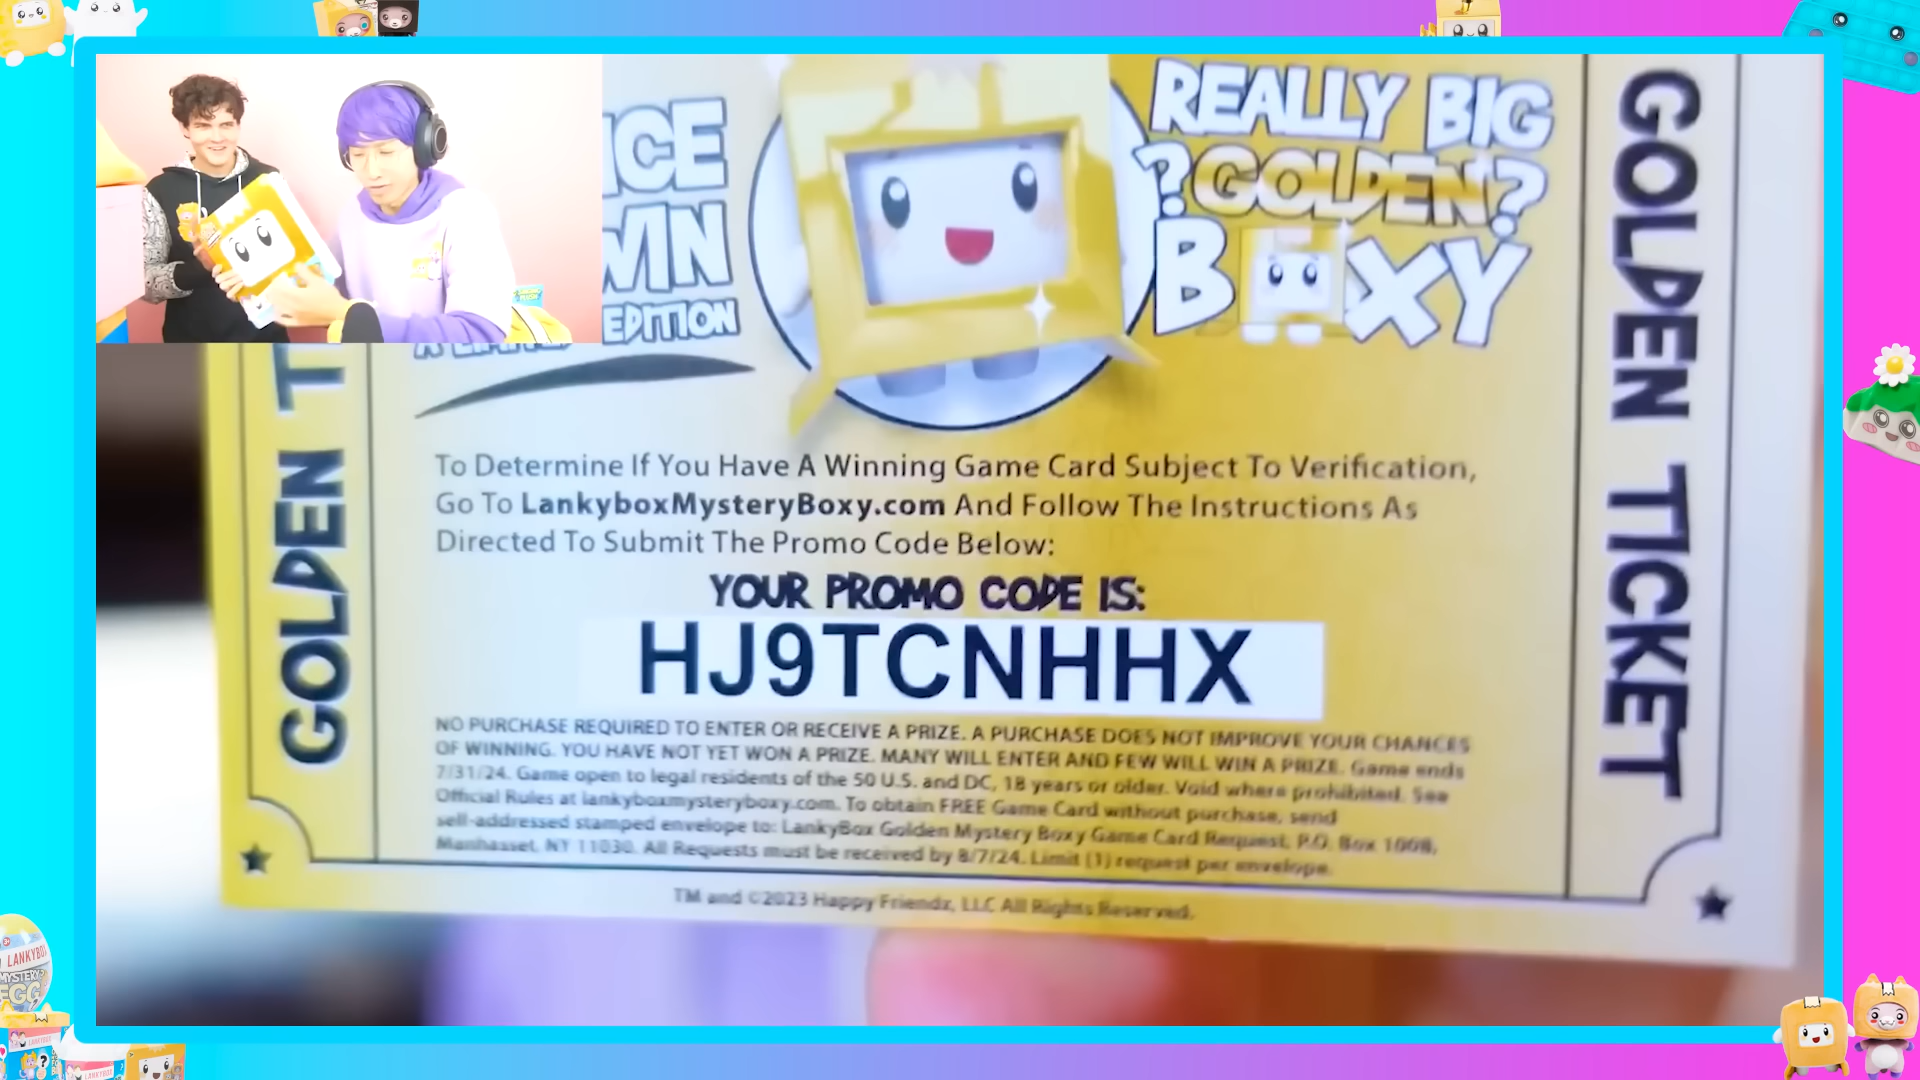 REALLY BIG
?GOLDEN?
BOXY
ICE
WIN
EDITION
GOLDEN T
GOLDEN TICKET
To Determine If You Have A Winning Game Card Subject To Verification,
Go To LankyboxMysteryBoxy.com And Follow The Instructions As
Directed To Submit The Promo Code Below:
YOUR PROMO CODE IS:
HJ9TCNHHX
NO PURCHASE REQUIRED TO ENTER OR RECEIVE A PRIZE. A PURCHASE DOES NOT IMPROVE YOUR CHANCES
OF WINNING. YOU HAVE NOT YET WON A PRIZE. MANY WILL ENTER AND FEW WILL WIN A PRIZE. Game ends
7/31/24. Game open to legal residents of the 50 U.S. and DC, 18 years or older. Void where prohibited. See
Official Rules at lankyboxmysteryboxy.com. To obtain FREE Game Card without purchase, send
self-addressed stamped envelope to: LankyBox Golden Mystery Boxy Game Card Request, P.O. Box 1008,
Manhasset, NY 11030. All Requests must be received by 8/7/24. Limit (1) request per envelope.
TM and ©2023 Happy Friendz, LLC All Rights Reserved.
LANKYBOX
MYSTERY
EGG